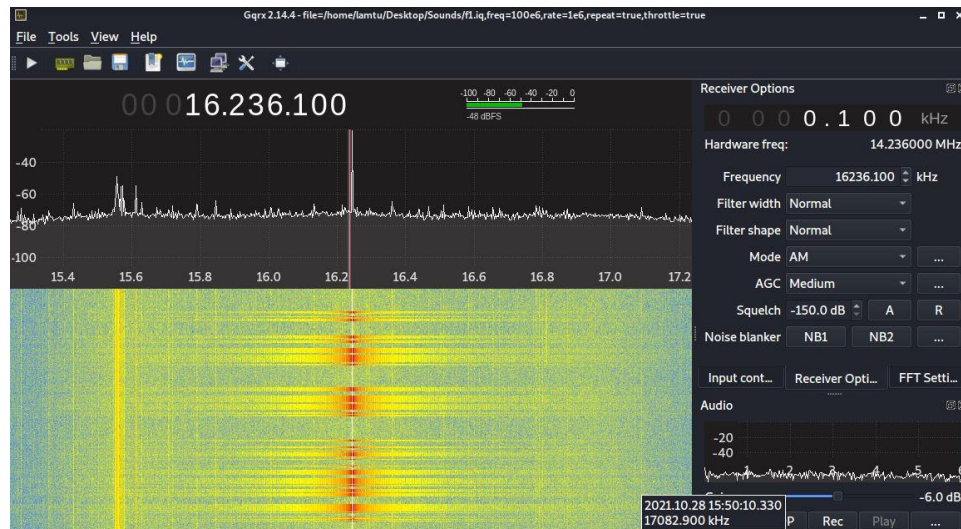 Gqrx 2.14.4 - file=/home/lamtu/Desktop/Sounds/f1.iq,freq=100e6,rate=1e6,repeat=true,throttle=true
File Tools View Help
00 016.236.100
-100 -80 -60 -40 -20 0
-48 dBFS
-40
-60
-80
-100
15.4 15.6 15.8 16.0 16.2 16.4 16.6 16.8 17.0 17.2
Receiver Options
0 0 0 0.1 0 0 kHz
Hardware freq: 14.236000 MHz
Frequency 16236.100 kHz
Filter width Normal
Filter shape Normal
Mode AM ...
AGC Medium ...
Squelch -150.0 dB A R
Noise blanker NB1 NB2 ...
Input cont... Receiver Opti... FFT Setti...
Audio
-20
-40
1 2 3 4 5 6
-6.0 dB
2021.10.28 15:50:10.330
17082.900 kHz
P Rec Play ...